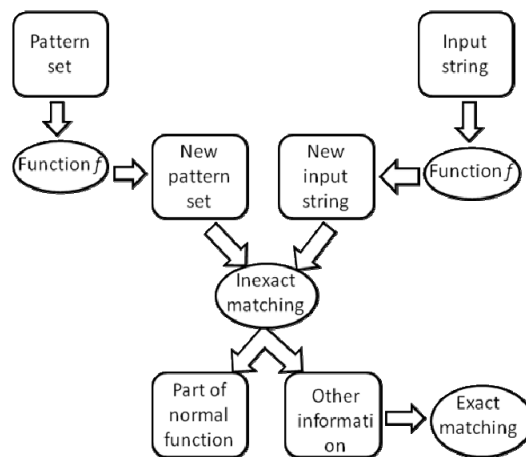 Pattern
set
Input
string
Function f
New
pattern
set
New
input
string
Function f
Inexact
matching
Part of
normal
function
Other
informati
on
Exact
matching